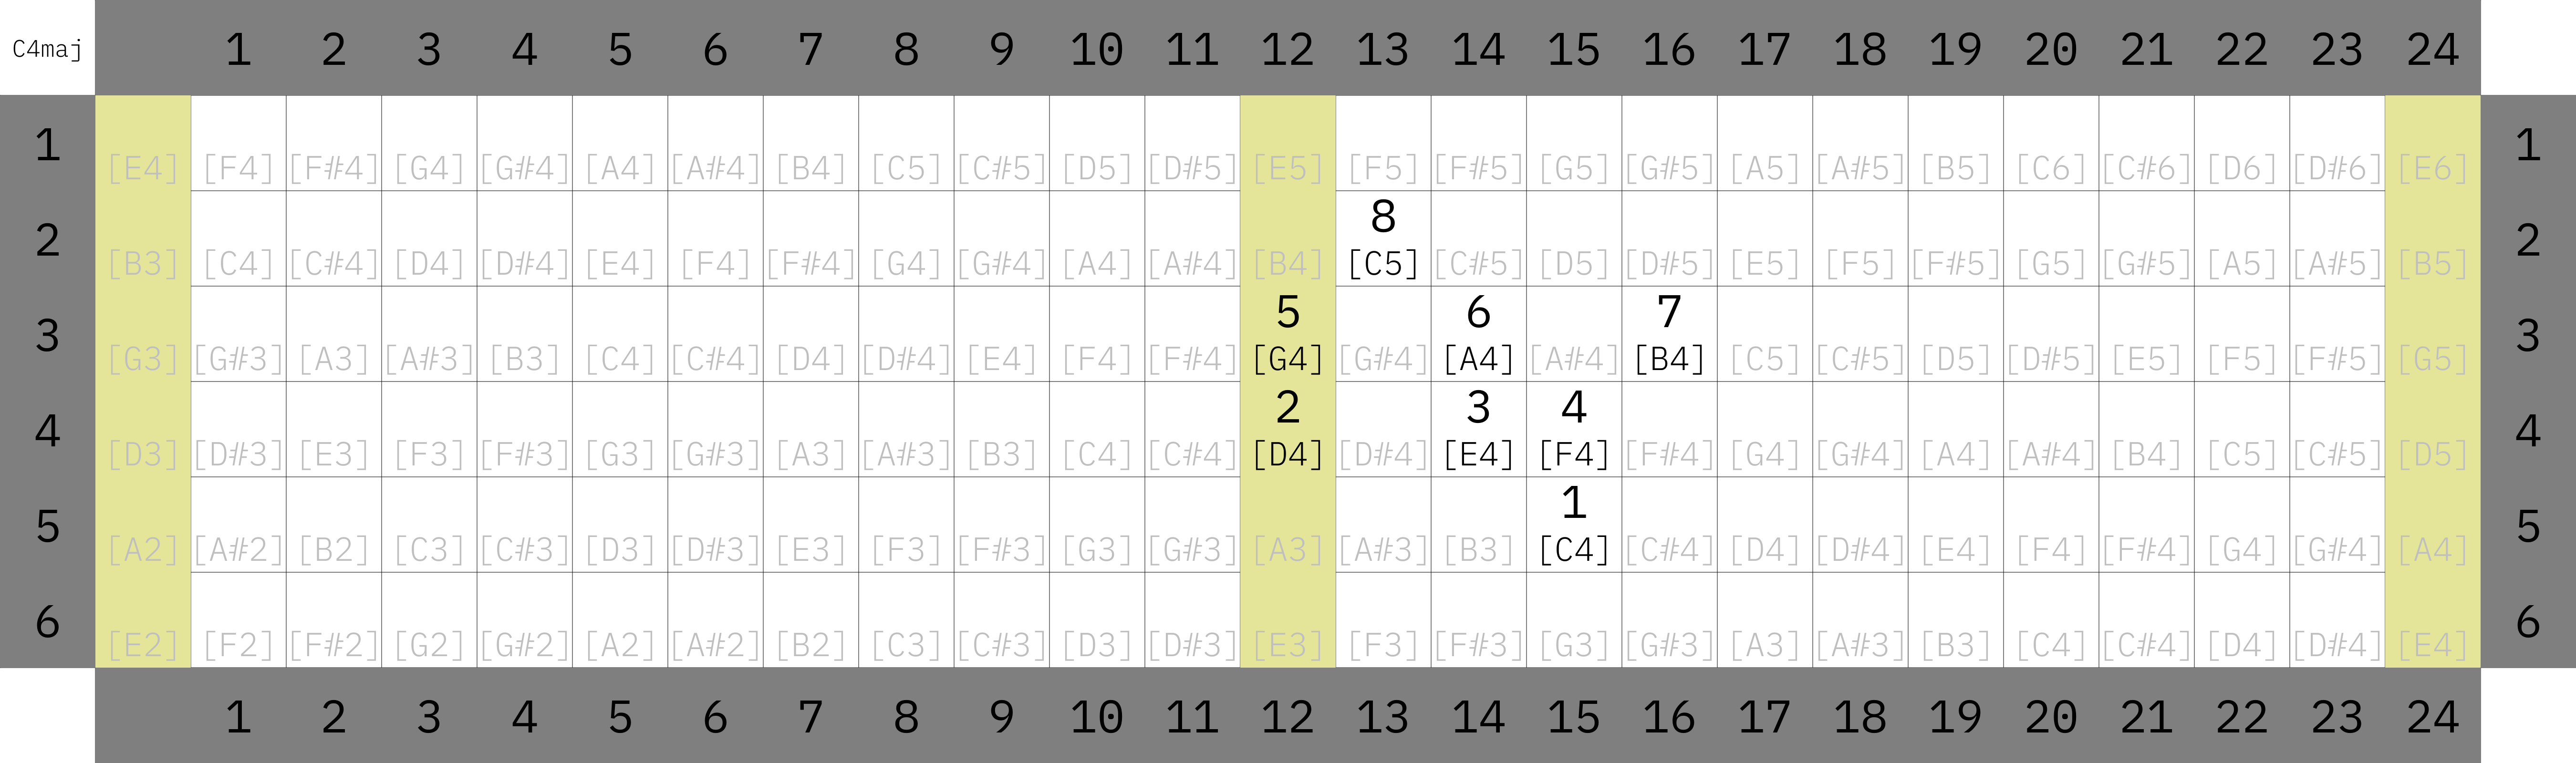 C4maj 1 2 3 4 5 6 7 8 9 10 11 12 13 14 15 16 17 18 19 20 21 22 23 24
1 [E4] [F4] [F#4] [G4] [G#4] [A4] [A#4] [B4] [C5] [C#5] [D5] [D#5] [E5] [F5] [F#5] [G5] [G#5] [A5] [A#5] [B5] [C6] [C#6] [D6] [D#6] [E6] 1
8
2 [B3] [C4] [C#4] [D4] [D#4] [E4] [F4] [F#4] [G4] [G#4] [A4] [A#4] [B4] [C5] [C#5] [D5] [D#5] [E5] [F5] [F#5] [G5] [G#5] [A5] [A#5] [B5] 2
5 6 7
3 [G3] [G#3] [A3] [A#3] [B3] [C4] [C#4] [D4] [D#4] [E4] [F4] [F#4] [G4] [G#4] [A4] [A#4] [B4] [C5] [C#5] [D5] [D#5] [E5] [F5] [F#5] [G5] 3
2 3 4
4 [D3] [D#3] [E3] [F3] [F#3] [G3] [G#3] [A3] [A#3] [B3] [C4] [C#4] [D4] [D#4] [E4] [F4] [F#4] [G4] [G#4] [A4] [A#4] [B4] [C5] [C#5] [D5] 4
1
5 [A2] [A#2] [B2] [C3] [C#3] [D3] [D#3] [E3] [F3] [F#3] [G3] [G#3] [A3] [A#3] [B3] [C4] [C#4] [D4] [D#4] [E4] [F4] [F#4] [G4] [G#4] [A4] 5
6 [E2] [F2] [F#2] [G2] [G#2] [A2] [A#2] [B2] [C3] [C#3] [D3] [D#3] [E3] [F3] [F#3] [G3] [G#3] [A3] [A#3] [B3] [C4] [C#4] [D4] [D#4] [E4] 6
1 2 3 4 5 6 7 8 9 10 11 12 13 14 15 16 17 18 19 20 21 22 23 24